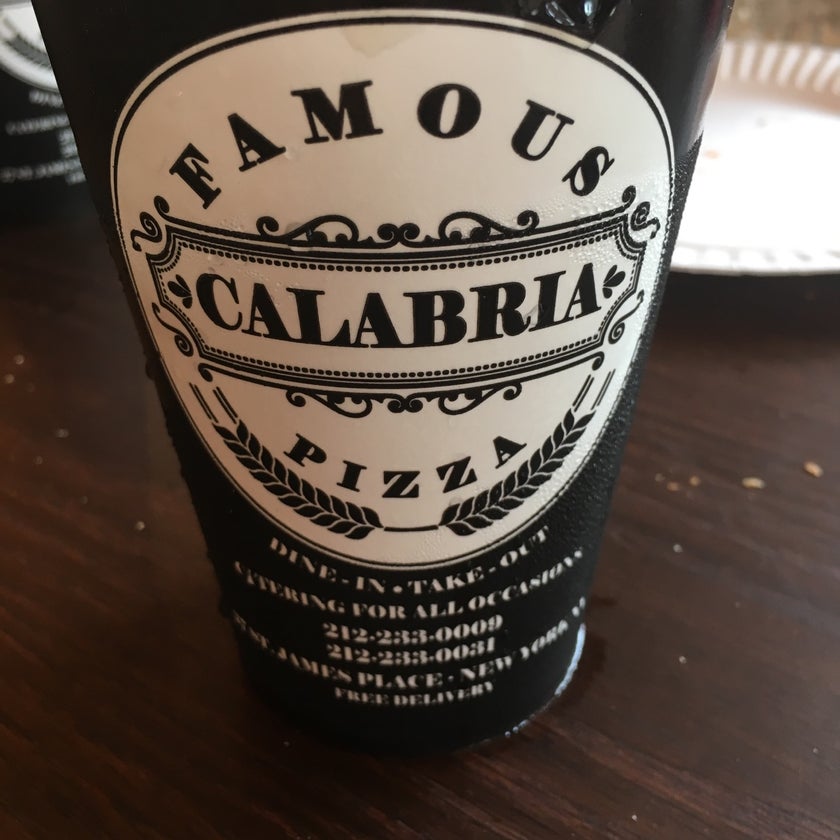 FAMOUS
CALABRIA
PIZZA
DINE-IN • TAKE-OUT
CATERING FOR ALL OCCASIONS
212-233-0009
212-233-0031
ST. JAMES PLACE • NEW YORK
FREE DELIVERY